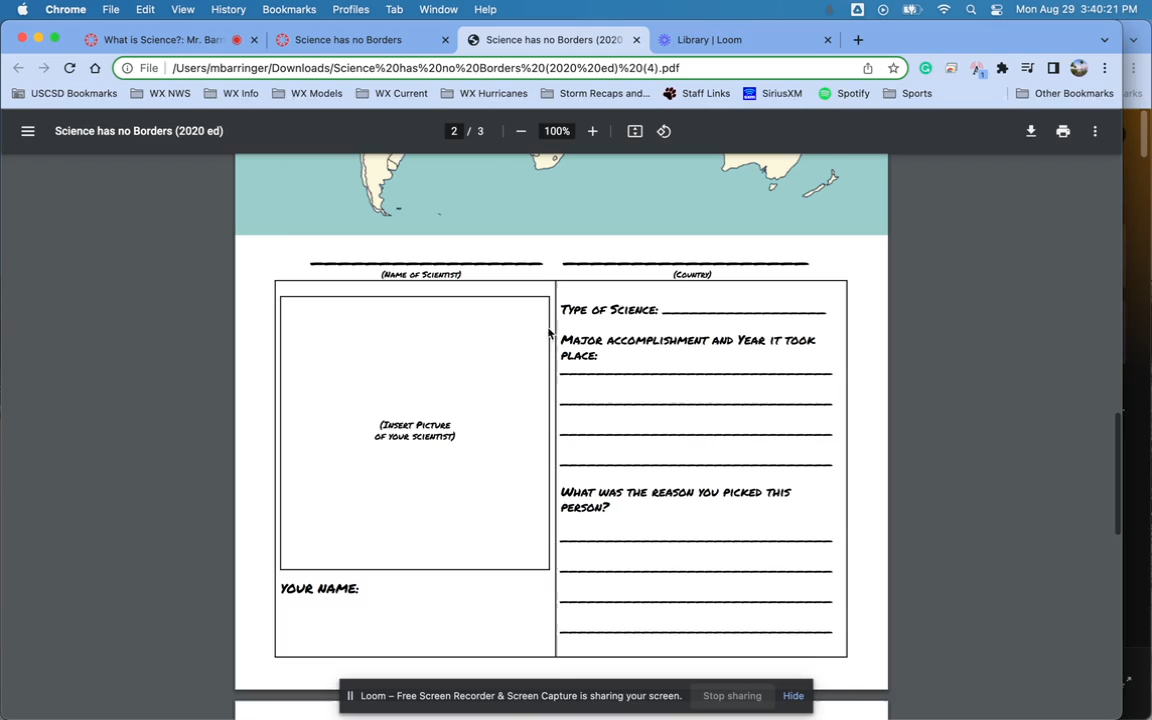 Chrome File Edit View History Bookmarks Profiles Tab Window Help Mon Aug 29 3:40:21 PM
What is Science?: Mr. Barr Science has no Borders Science has no Borders (2020 Library | Loom
File /Users/mbarringer/Downloads/Science%20has%20no%20Borders%20(2020%20ed)%20(4).pdf
USCSD Bookmarks WX NWS WX Info WX Models WX Current WX Hurricanes Storm Recaps and... Staff Links SiriusXM Spotify Sports Other Bookmarks
Science has no Borders (2020 ed) 2 / 3 100%
(Name of Scientist) (Country)
Type of Science:
Major accomplishment and Year it took
place:
(Insert Picture
of your scientist)
What was the reason you picked this
person?
Your Name:
Loom – Free Screen Recorder & Screen Capture is sharing your screen. Stop sharing Hide